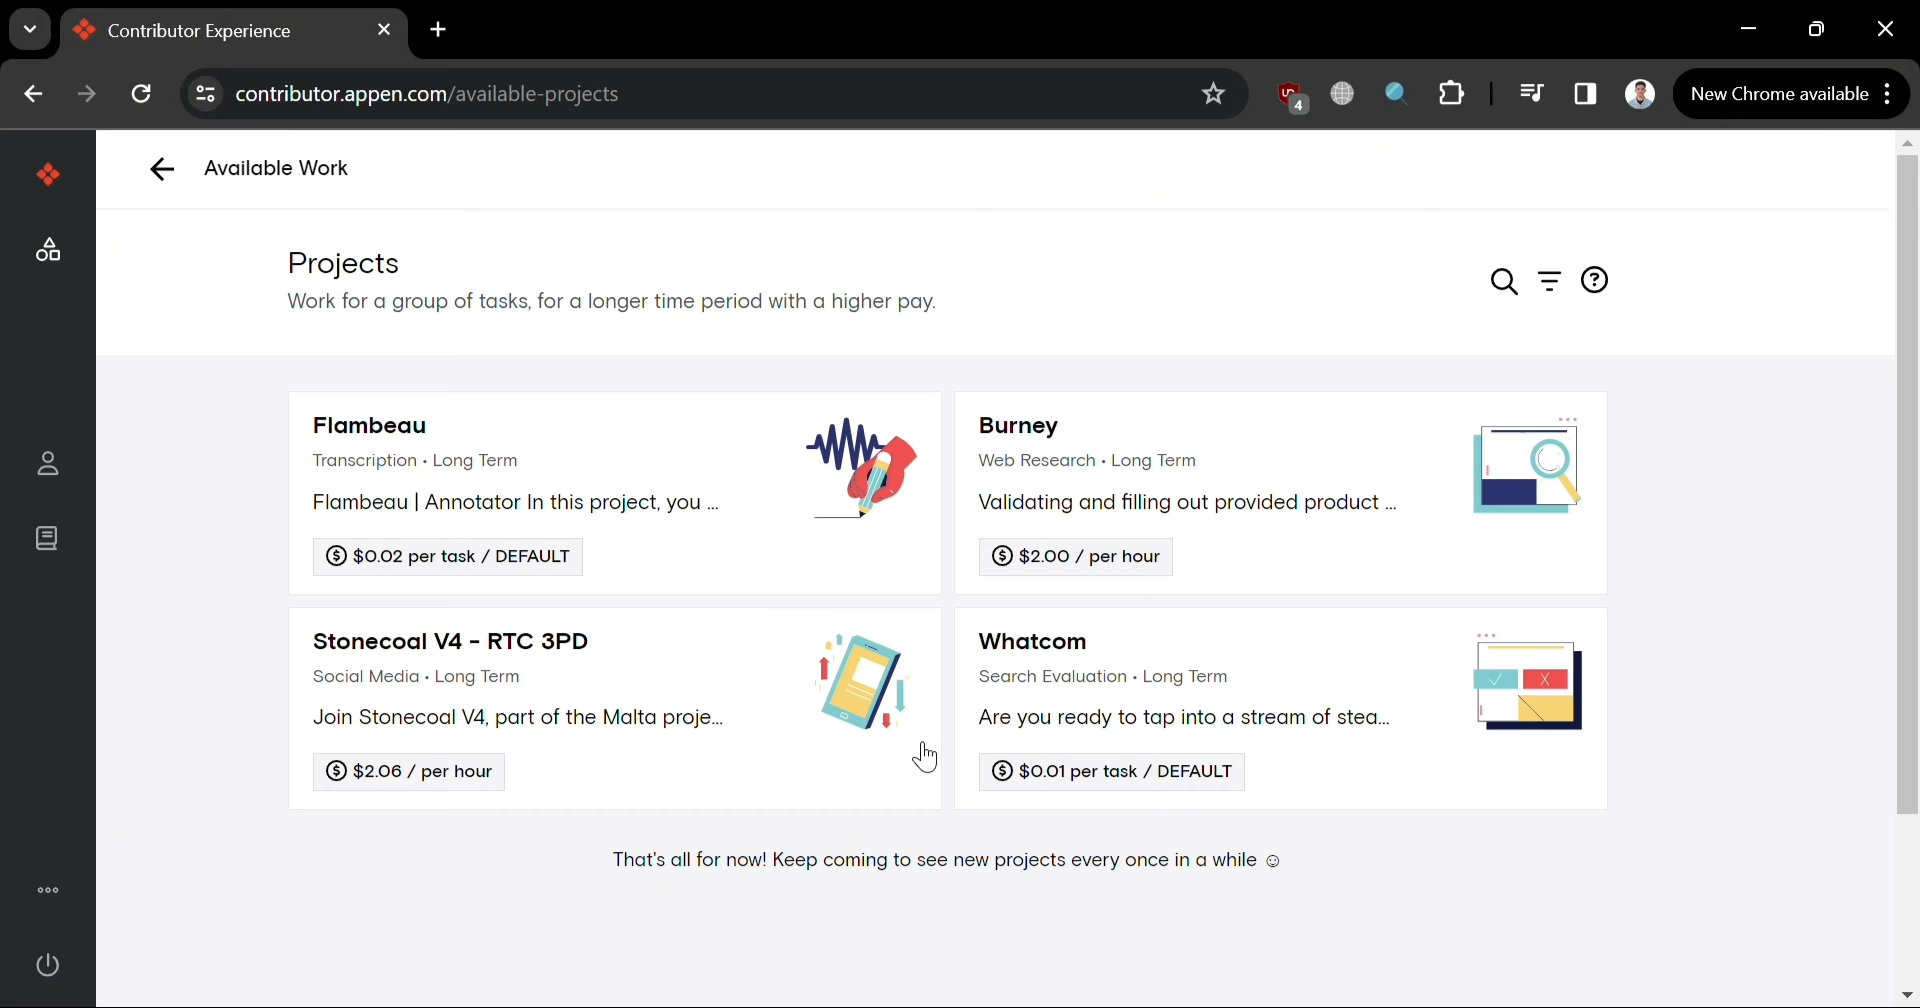 Contributor Experience
contributor.appen.com/available-projects
4
New Chrome available
Available Work
Projects
Work for a group of tasks, for a longer time period with a higher pay.
Flambeau
Transcription • Long Term
Flambeau | Annotator In this project, you ...
$0.02 per task / DEFAULT
Burney
Web Research • Long Term
Validating and filling out provided product ...
$2.00 / per hour
Stonecoal V4 - RTC 3PD
Social Media • Long Term
Join Stonecoal V4, part of the Malta proje...
$2.06 / per hour
Whatcom
Search Evaluation • Long Term
Are you ready to tap into a stream of stea...
$0.01 per task / DEFAULT
That's all for now! Keep coming to see new projects every once in a while ☺